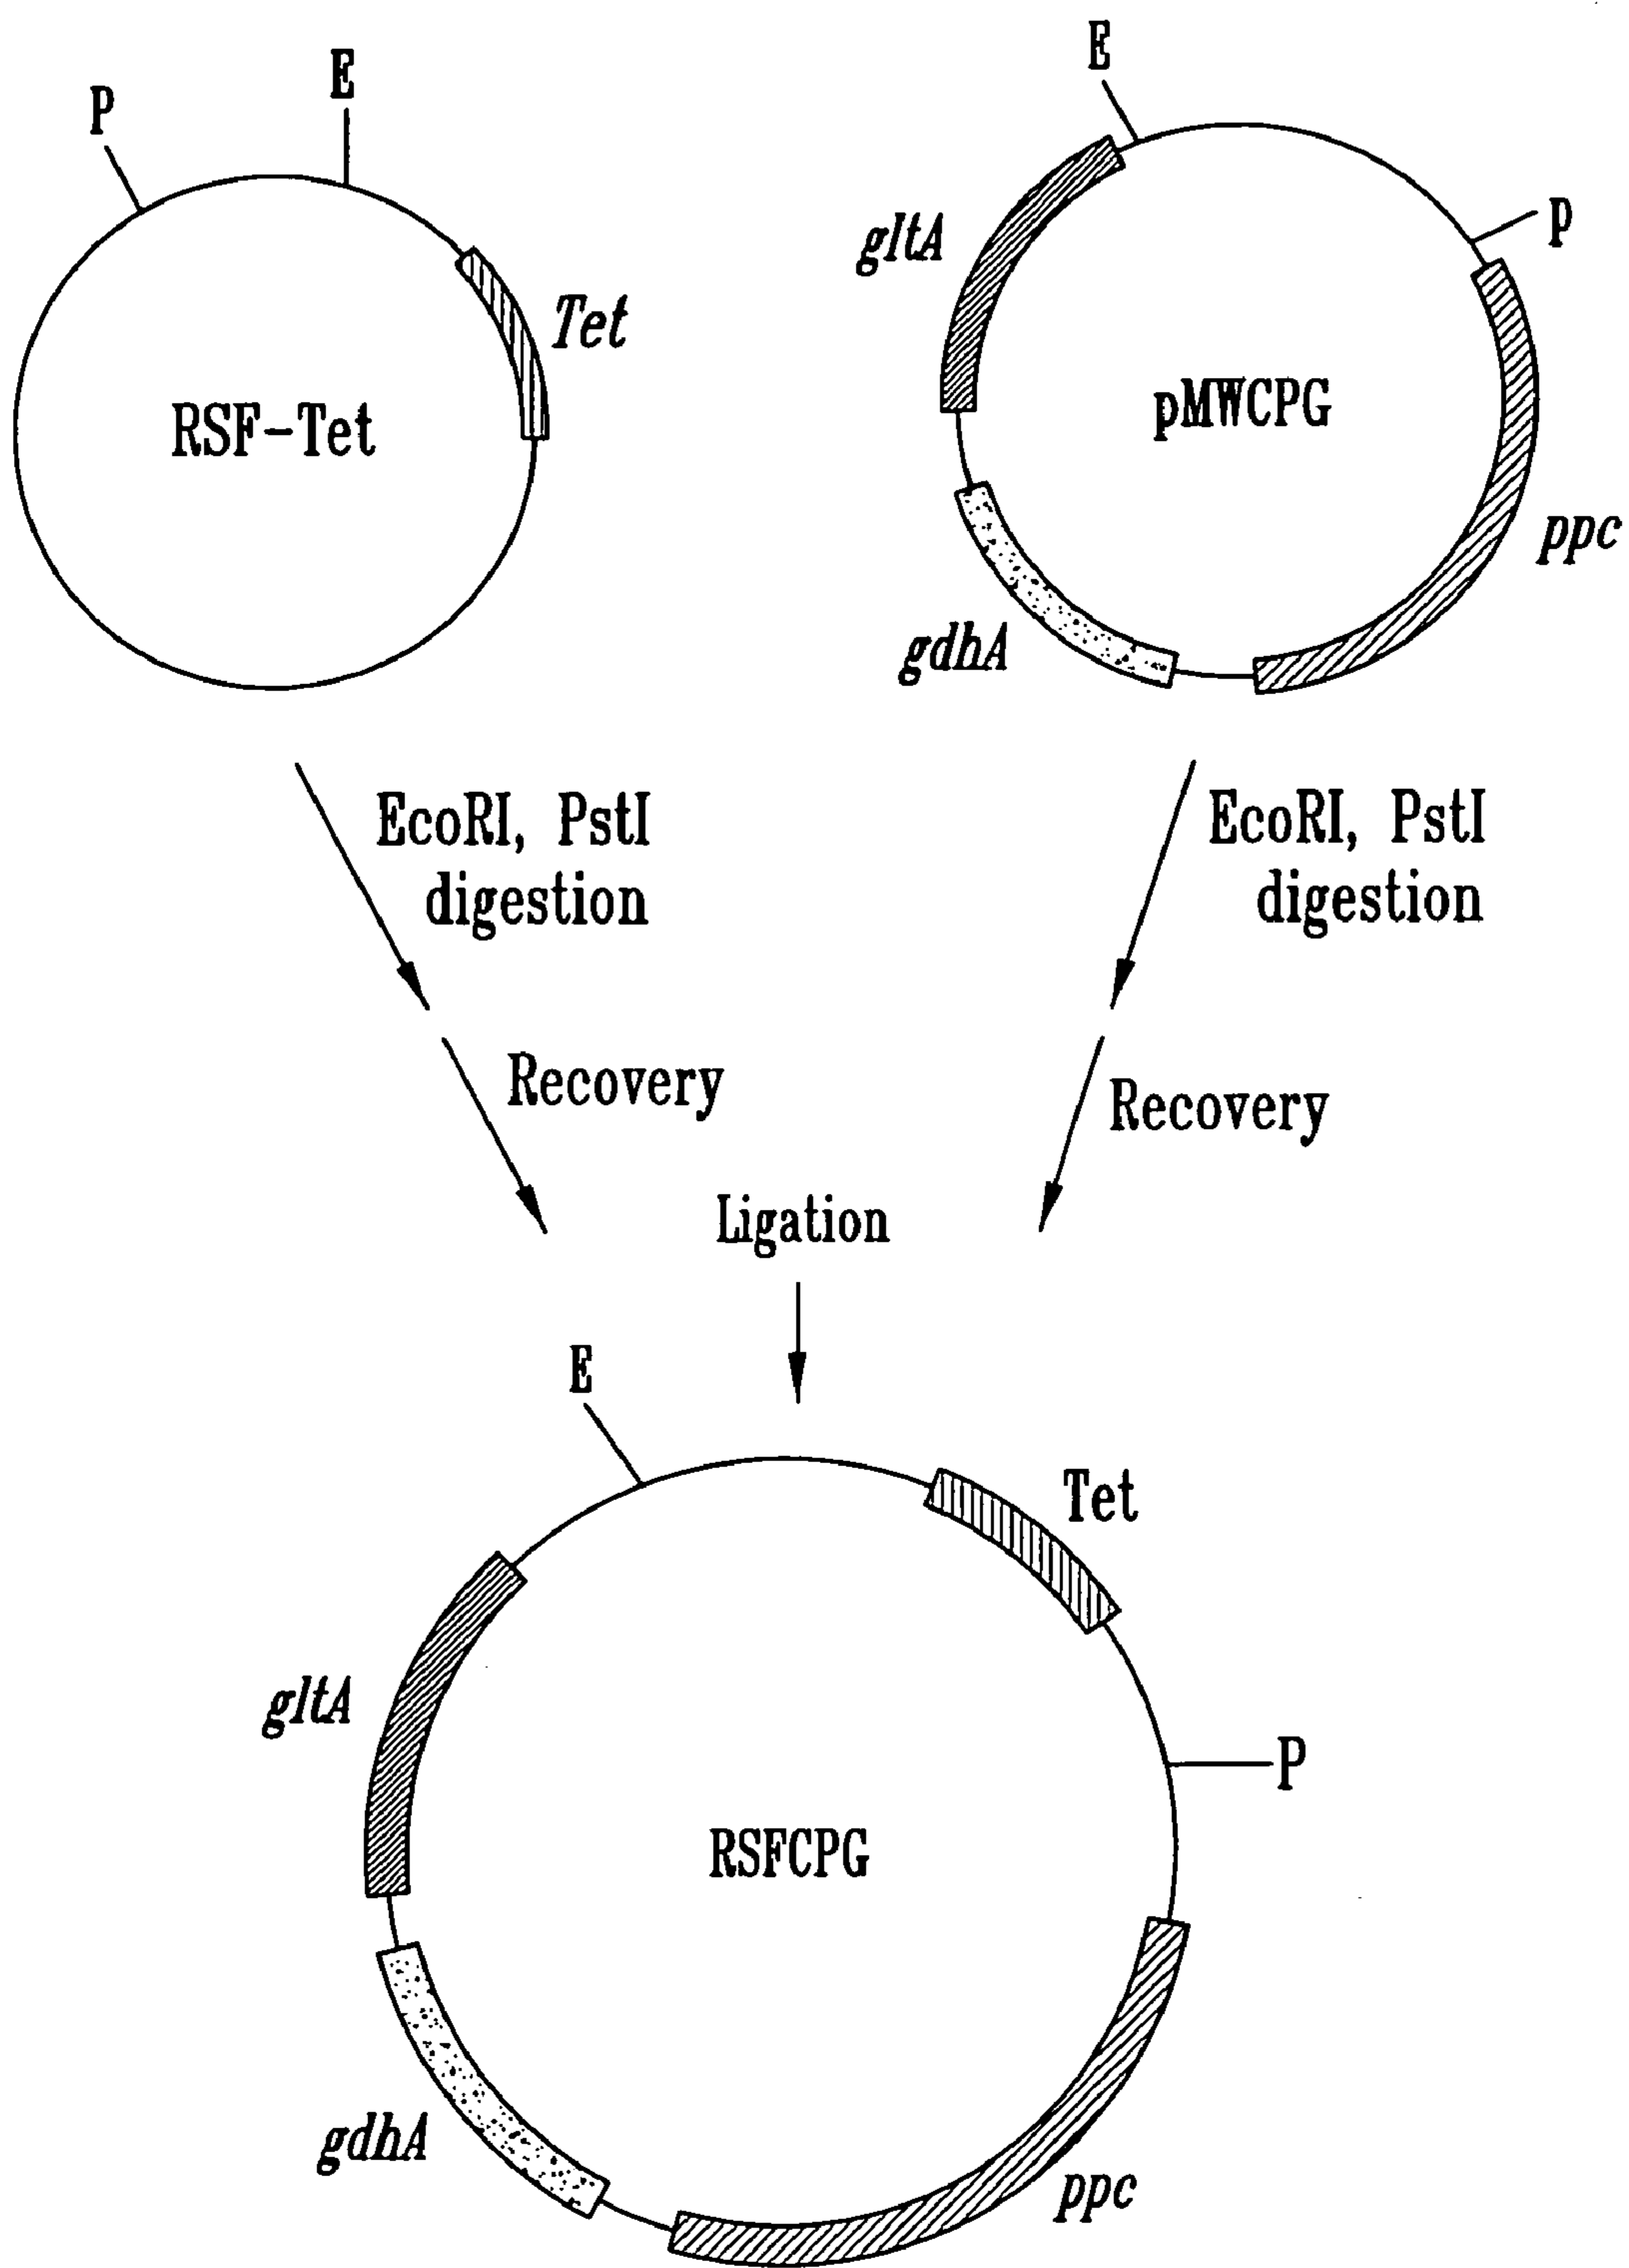 P
E
Tet
RSF-Tet
E
P
gltA
pMWCPG
ppc
gdhA
EcoRI, PstI
digestion
EcoRI, PstI
digestion
Recovery
Recovery
Ligation
E
Tet
gltA
P
RSFCPG
gdhA
ppc